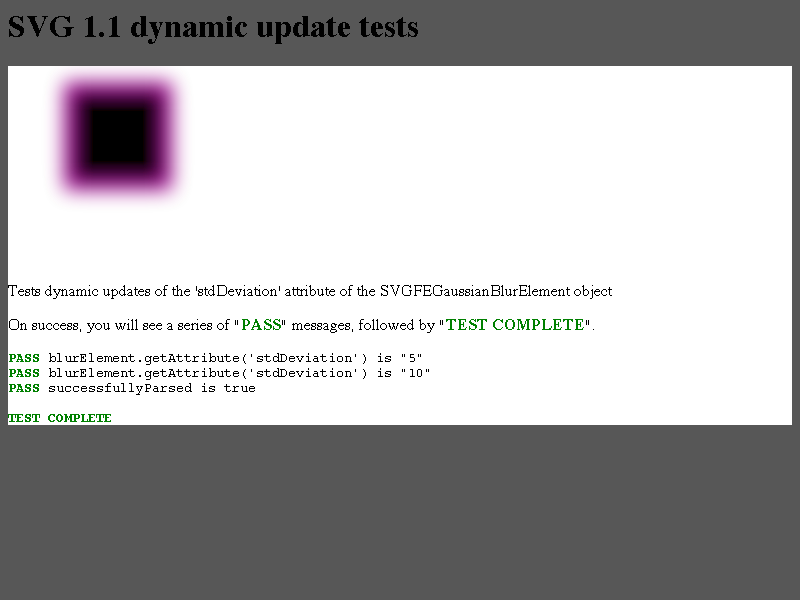 SVG 1.1 dynamic update tests
Tests dynamic updates of the 'stdDeviation' attribute of the SVGFEGaussianBlurElement object
On success, you will see a series of "PASS" messages, followed by "TEST COMPLETE".
PASS blurElement.getAttribute('stdDeviation') is "5"
PASS blurElement.getAttribute('stdDeviation') is "10"
PASS successfullyParsed is true
TEST COMPLETE